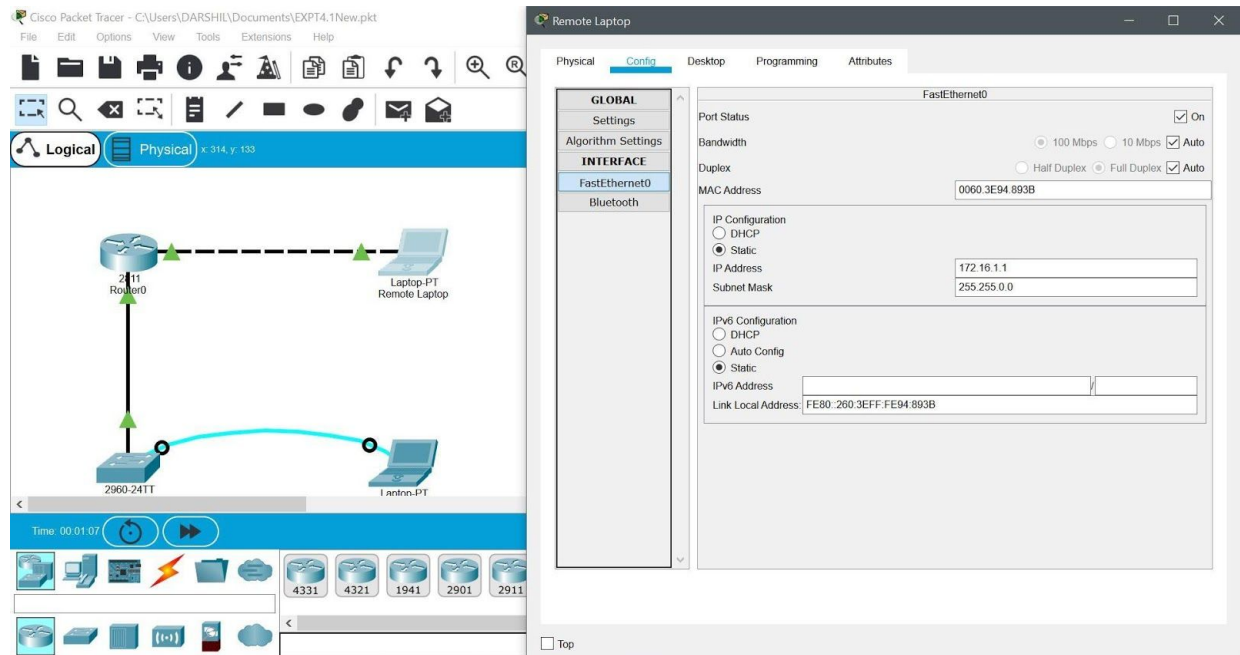 Cisco Packet Tracer - C:\Users\DARSHIL\Documents\EXPT4.1New.pkt
File Edit Options View Tools Extensions Help
Logical
Physical
x: 314, y: 133
2811
Router0
Laptop-PT
Remote Laptop
2960-24TT
Laptop-PT
Time: 00:01:07
4331
4321
1941
2901
2911
Remote Laptop
Physical Config Desktop Programming Attributes
GLOBAL
Settings
Algorithm Settings
INTERFACE
FastEthernet0
Bluetooth
FastEthernet0
Port Status On
Bandwidth 100 Mbps 10 Mbps Auto
Duplex Half Duplex Full Duplex Auto
MAC Address 0060.3E94.893B
IP Configuration
DHCP
Static
IP Address 172.16.1.1
Subnet Mask 255.255.0.0
IPv6 Configuration
DHCP
Auto Config
Static
IPv6 Address /
Link Local Address: FE80::260:3EFF:FE94:893B
Top